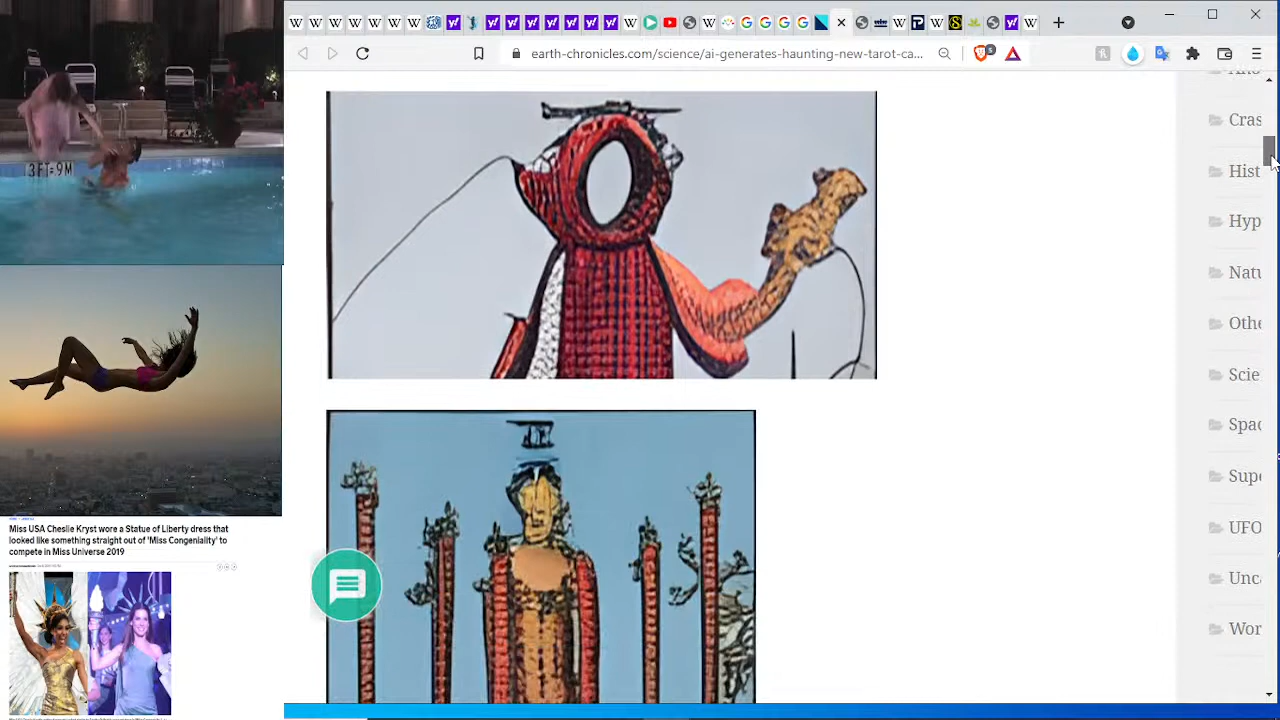 earth-chronicles.com/science/ai-generates-haunting-new-tarot-ca...
3FT=9M
Cras
Hist
Hyp
Natu
Othe
Scie
Spac
Supe
UFO
Unc
Wor
Miss USA Cheslie Kryst wore a Statue of Liberty dress that
looked like something straight out of 'Miss Congeniality' to
compete in Miss Universe 2019